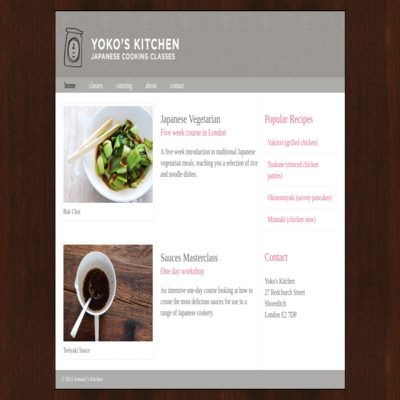 YOKO'S KITCHEN
JAPANESE COOKING CLASSES
home classes catering about contact
Japanese Vegetarian
Five week course in London
A five week introduction to traditional Japanese
vegetarian meals, teaching you a selection of rice
and noodle dishes.
Bok Choi
Sauces Masterclass
One day workshop
An intensive one-day course looking at how to
create the most delicious sauces for use in a
range of Japanese cookery.
Teriyaki Sauce
Popular Recipes
Yakitori (grilled chicken)
Tsukune (minced chicken
patties)
Okonomiyaki (savory pancakes)
Mizutaki (chicken stew)
Contact
Yoko's Kitchen
27 Redchurch Street
Shoreditch
London E2 7DP
© 2011 Yoko's Kitchen